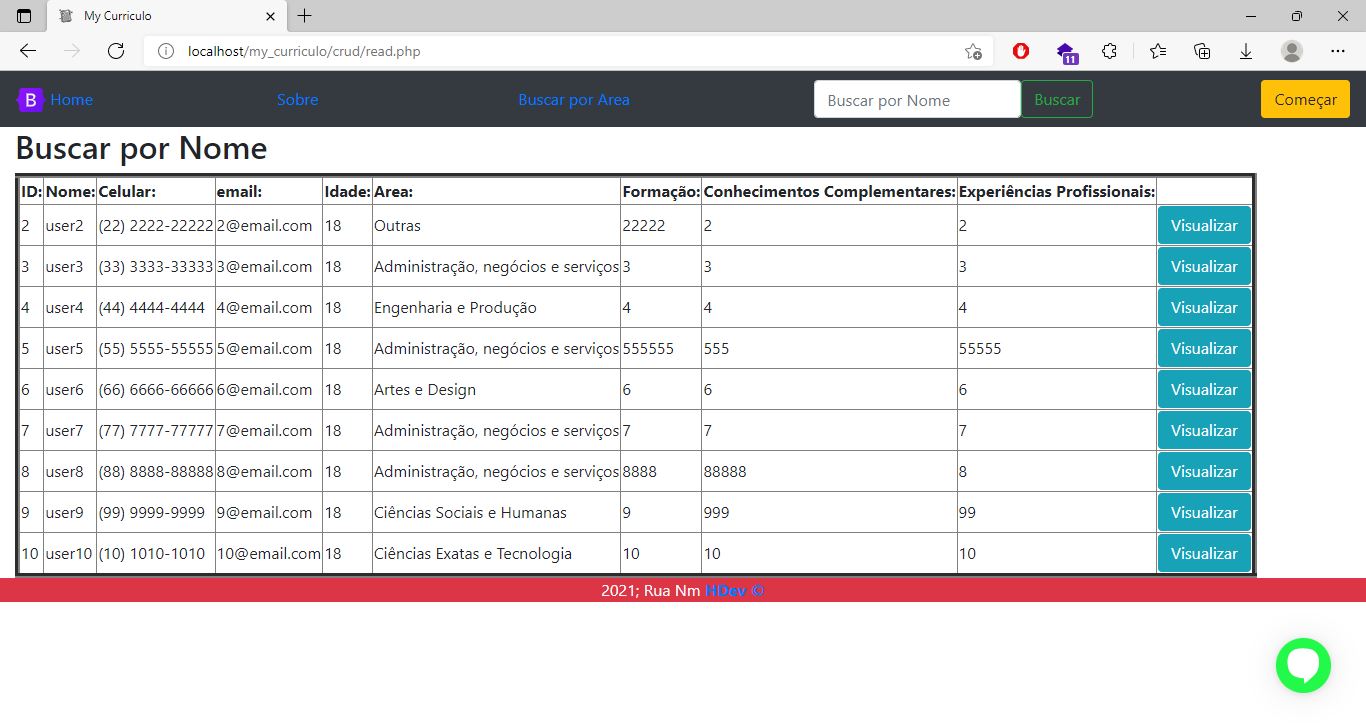 My Curriculo
localhost/my_curriculo/crud/read.php
11
B Home Sobre Buscar por Area Buscar por Nome Buscar Começar
Buscar por Nome
ID: Nome: Celular: email: Idade: Area: Formação: Conhecimentos Complementares: Experiências Profissionais:
2 user2 (22) 2222-22222 2@email.com 18 Outras 22222 2 2 Visualizar
3 user3 (33) 3333-33333 3@email.com 18 Administração, negócios e serviços 3 3 3 Visualizar
4 user4 (44) 4444-4444 4@email.com 18 Engenharia e Produção 4 4 4 Visualizar
5 user5 (55) 5555-55555 5@email.com 18 Administração, negócios e serviços 555555 555 55555 Visualizar
6 user6 (66) 6666-66666 6@email.com 18 Artes e Design 6 6 6 Visualizar
7 user7 (77) 7777-77777 7@email.com 18 Administração, negócios e serviços 7 7 7 Visualizar
8 user8 (88) 8888-88888 8@email.com 18 Administração, negócios e serviços 8888 88888 8 Visualizar
9 user9 (99) 9999-9999 9@email.com 18 Ciências Sociais e Humanas 9 999 99 Visualizar
10 user10 (10) 1010-1010 10@email.com 18 Ciências Exatas e Tecnologia 10 10 10 Visualizar
2021; Rua Nm HDev ©